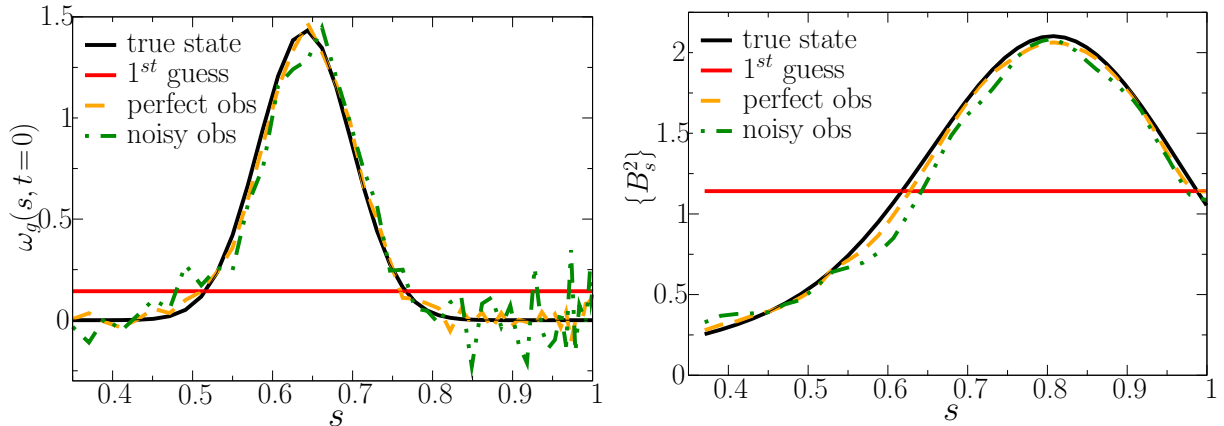 1.5
1
0.5
0
ω_g(s, t=0)
true state
1^st guess
perfect obs
noisy obs
0.4 0.5 0.6 0.7 0.8 0.9 1
s
2
1.5
1
0.5
0
{B_s^2}
true state
1^st guess
perfect obs
noisy obs
0.4 0.5 0.6 0.7 0.8 0.9 1
s